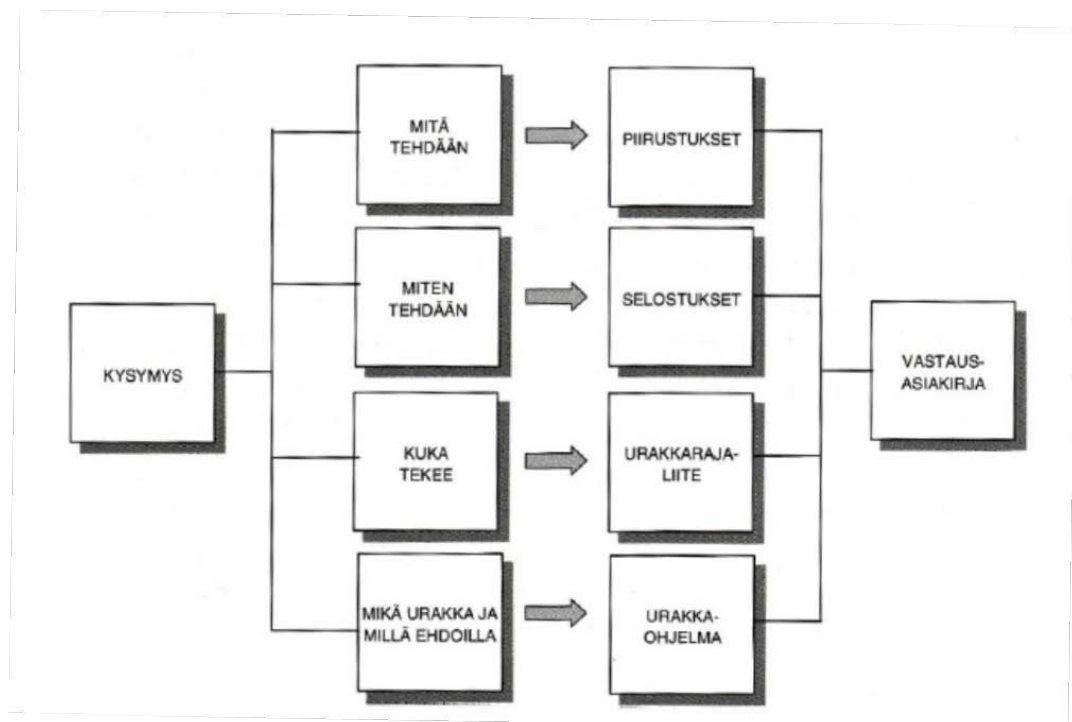 KYSYMYS
MITÄ
TEHDÄÄN
PIIRUSTUKSET
MITEN
TEHDÄÄN
SELOSTUKSET
KUKA
TEKEE
URAKKARAJA-
LIITE
MIKÄ URAKKA JA
MILLÄ EHDOILLA
URAKKA-
OHJELMA
VASTAUS-
ASIAKIRJA